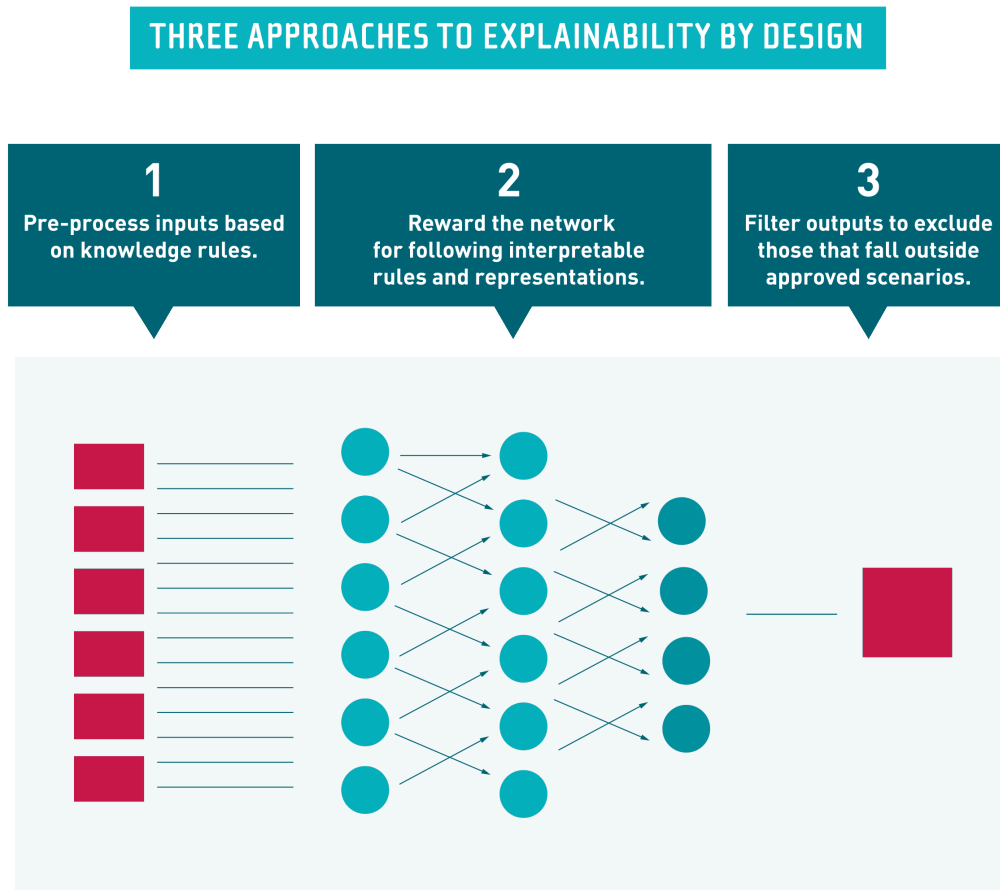 THREE APPROACHES TO EXPLAINABILITY BY DESIGN
1
Pre-process inputs based
on knowledge rules.
2
Reward the network
for following interpretable
rules and representations.
3
Filter outputs to exclude
those that fall outside
approved scenarios.